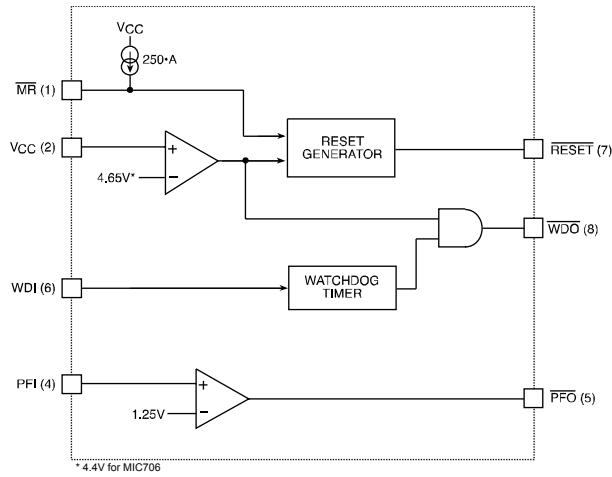 VCC
250•A
MR (1)
VCC (2)
+
−
4.65V*
RESET
GENERATOR
RESET (7)
WDO (8)
WDI (6)
WATCHDOG
TIMER
PFI (4)
+
−
1.25V
PFO (5)
* 4.4V for MIC706